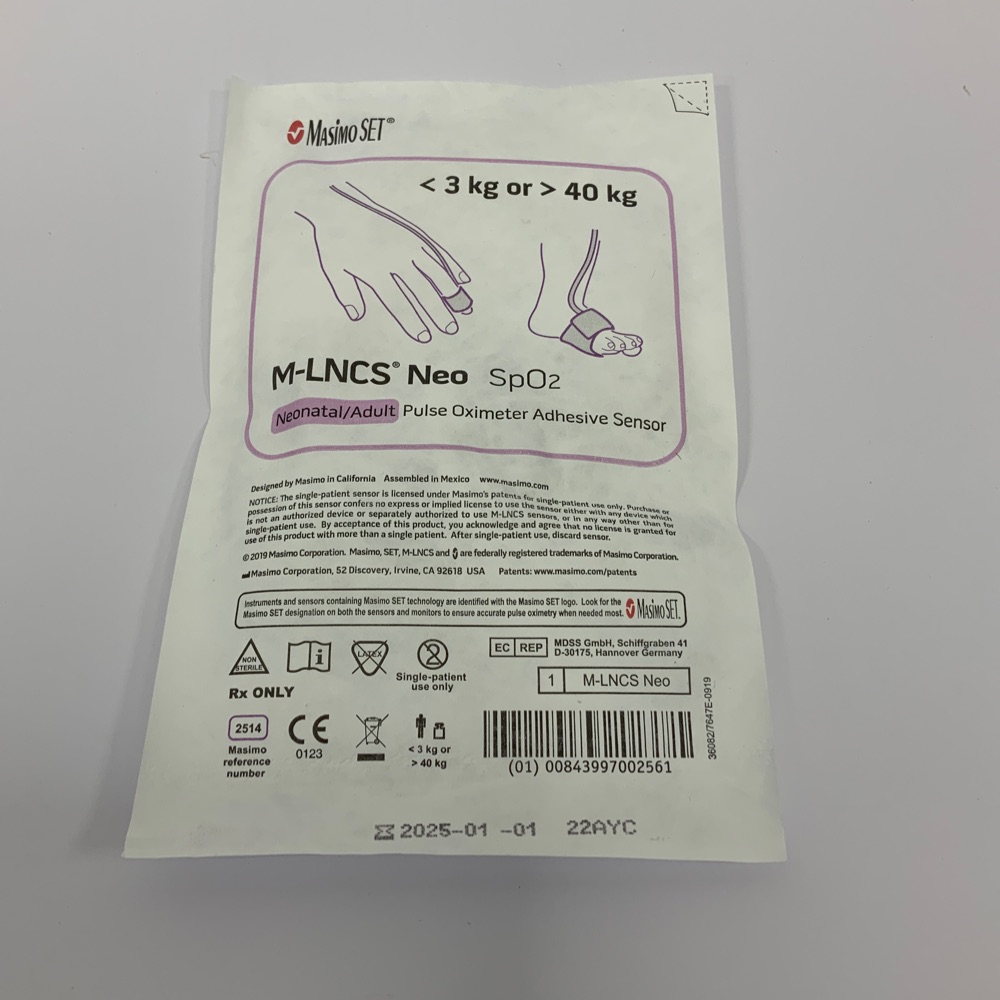 MASIMO SET®
< 3 kg or > 40 kg
M-LNCS® Neo SpO2
Neonatal/Adult Pulse Oximeter Adhesive Sensor
Designed by Masimo in California Assembled in Mexico www.masimo.com
NOTICE: The single-patient sensor is licensed under Masimo's patents for single-patient use only. Purchase or
possession of this sensor confers no express or implied license to use the sensor either with any device which
is not an authorized device or separately authorized to use M-LNCS sensors, or in any way other than for
single-patient use. By acceptance of this product, you acknowledge and agree that no license is granted for
use of this product with more than a single patient. After single-patient use, discard sensor.
© 2019 Masimo Corporation. Masimo, SET, M-LNCS and are federally registered trademarks of Masimo Corporation.
Masimo Corporation, 52 Discovery, Irvine, CA 92618 USA Patents: www.masimo.com/patents
Instruments and sensors containing Masimo SET technology are identified with the Masimo SET logo. Look for the
Masimo SET designation on both the sensors and monitors to ensure accurate pulse oximetry when needed most.
MASIMO SET.
NON
STERILE
LATEX
2
Single-patient
use only
Rx ONLY
EC REP
MDSS GmbH, Schiffgraben 41
D-30175, Hannover Germany
1 M-LNCS Neo
2514
Masimo
reference
number
CE
0123
< 3 kg or
> 40 kg
(01) 00843997002561
36082/7647E-0919
2025-01 -01 22AYC